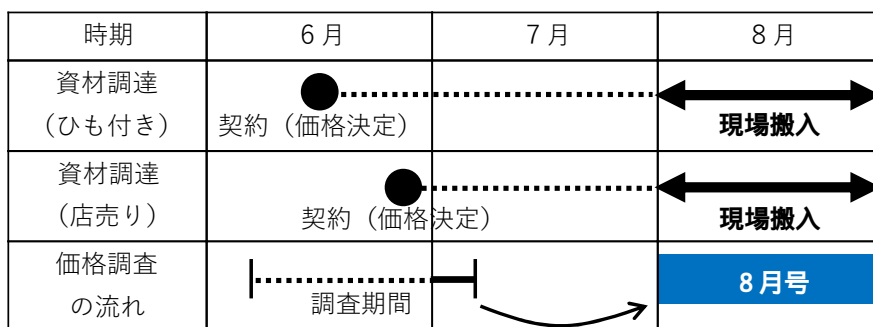 時期 6月 7月 8月
資材調達
（ひも付き）
契約（価格決定）
現場搬入
資材調達
（店売り）
契約（価格決定）
現場搬入
価格調査
の流れ
調査期間
8月号